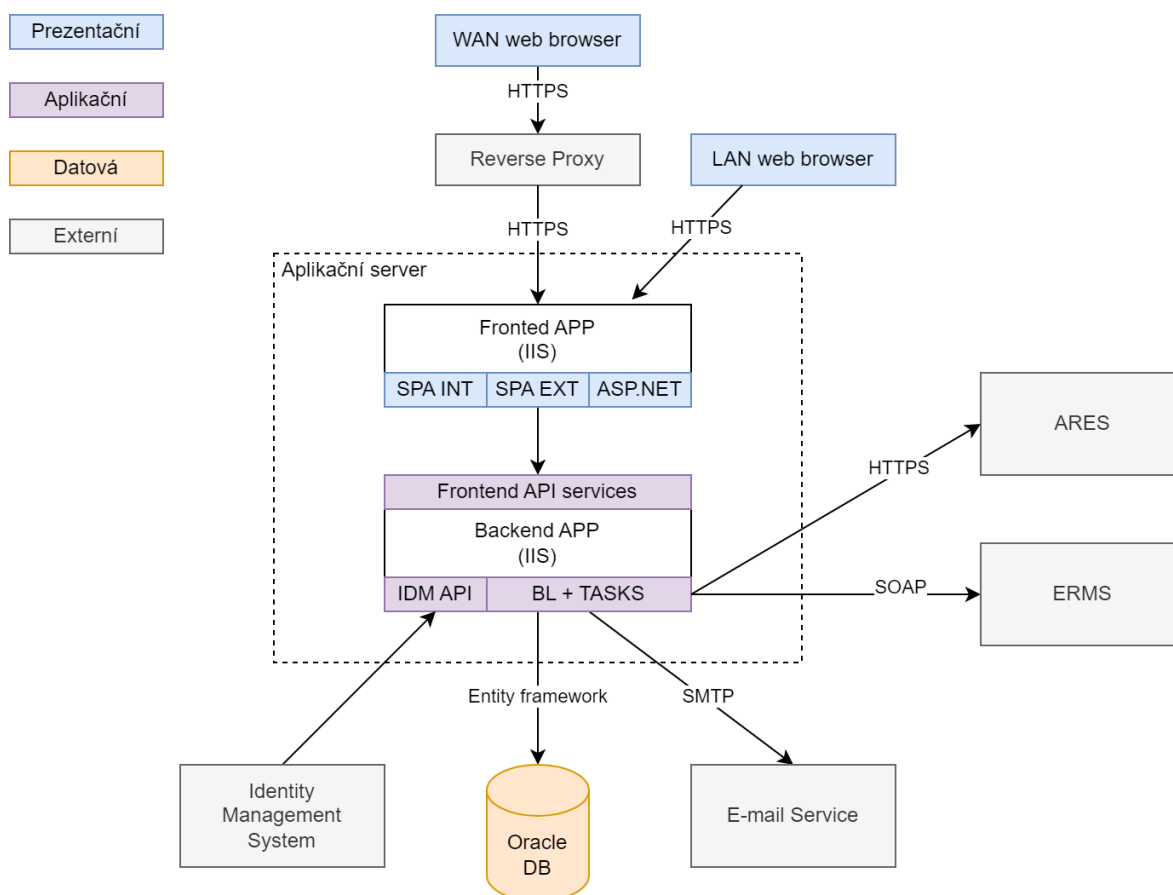 Prezentační
Aplikační
Datová
Externí
WAN web browser
HTTPS
Reverse Proxy
LAN web browser
HTTPS
HTTPS
Aplikační server
Fronted APP
(IIS)
SPA INT
SPA EXT
ASP.NET
Frontend API services
Backend APP
(IIS)
IDM API
BL + TASKS
HTTPS
ARES
SOAP
ERMS
Entity framework
SMTP
Identity
Management
System
Oracle
DB
E-mail Service